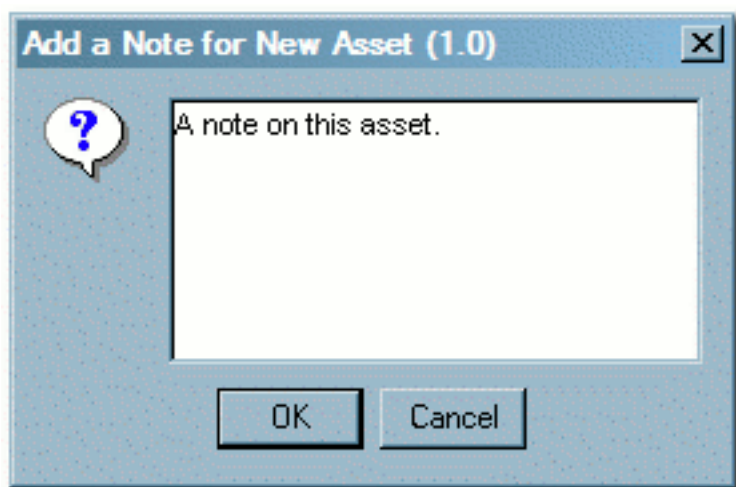 Add a Note for New Asset (1.0)
?
A note on this asset.
OK
Cancel